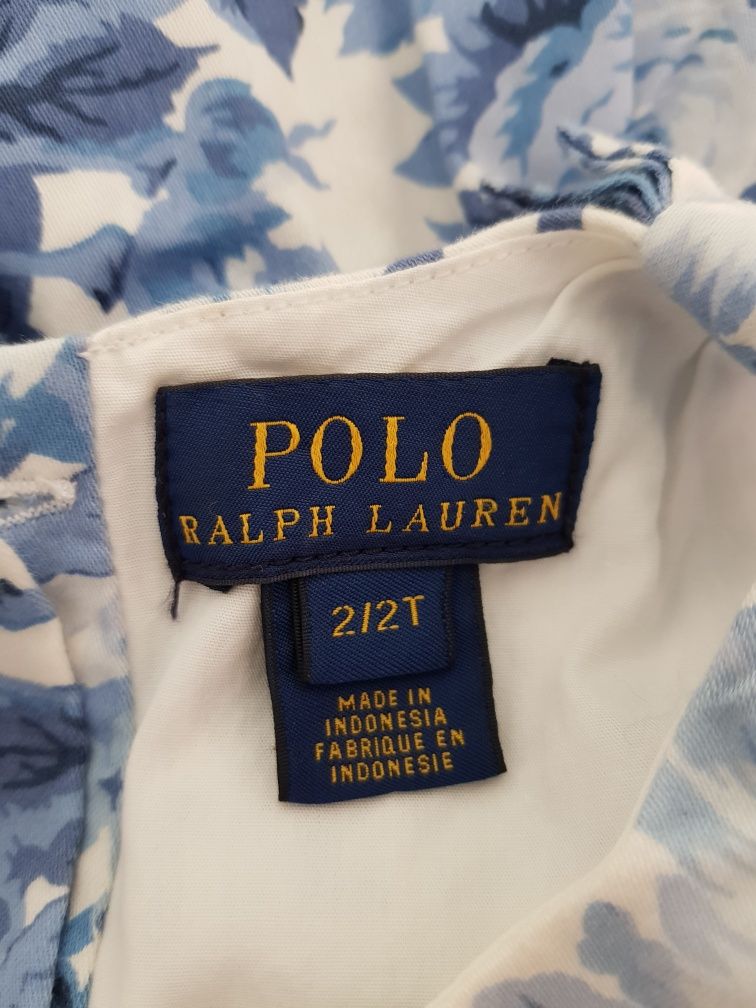 POLO
RALPH LAUREN
2/2T
MADE IN
INDONESIA
FABRIQUE EN
INDONESIE